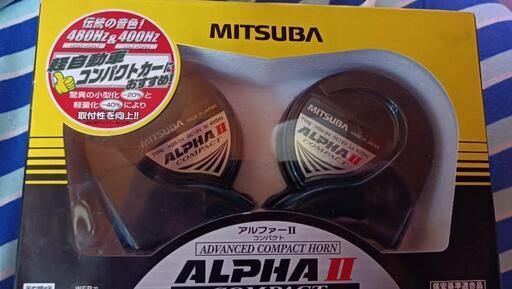 伝統の音色!
480Hz&400Hz
軽自動車
コンパクトカーに
おすすめ!
驚異の小型化-20%と
軽量化-40%により
取付性を向上!!
MITSUBA
MITSUBA
ALPHA II
COMPACT
ALPHA II
COMPACT
アルファーII
コンパクト
ADVANCED COMPACT HORN
ALPHA II
COMPACT
保安基準適合品